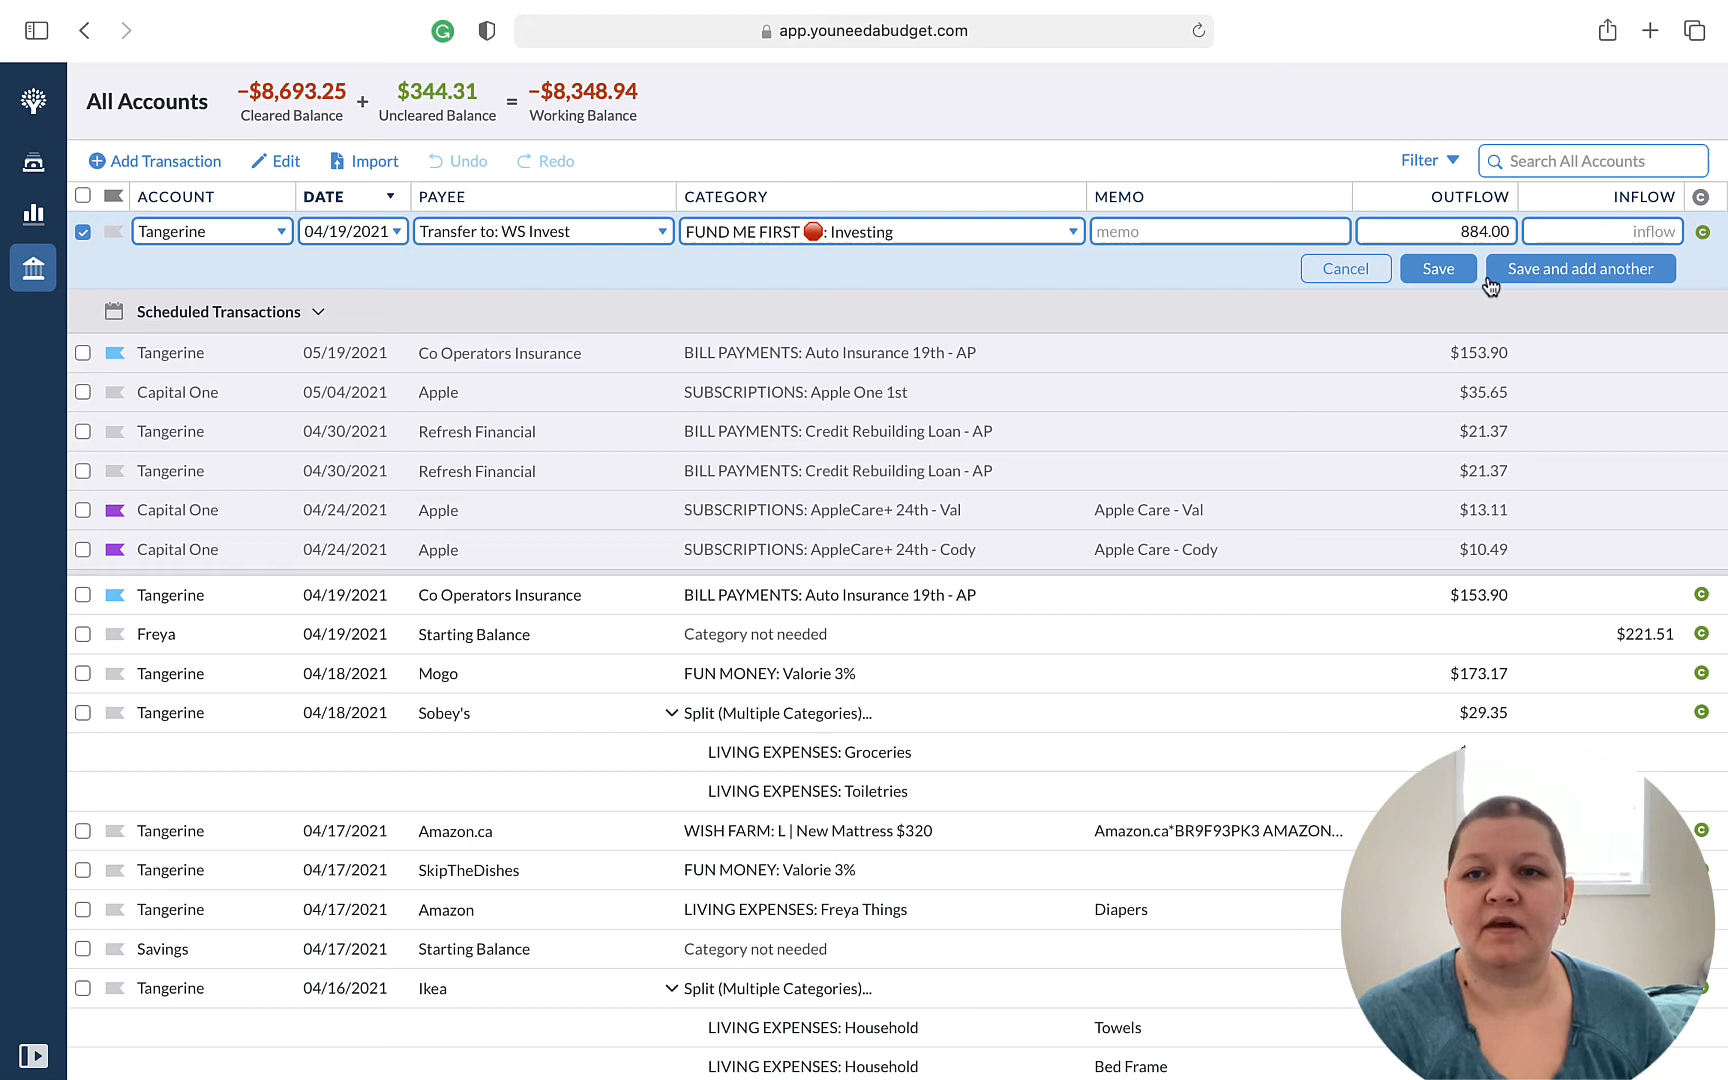 app.youneedabudget.com
All Accounts
−$8,693.25 + $344.31 = −$8,348.94
Cleared Balance Uncleared Balance Working Balance
Add Transaction Edit Import Undo Redo Filter Search All Accounts
ACCOUNT DATE PAYEE CATEGORY MEMO OUTFLOW INFLOW C
Tangerine 04/19/2021 Transfer to: WS Invest FUND ME FIRST 🛑: Investing memo 884.00 inflow C
Cancel Save Save and add another
Scheduled Transactions
Tangerine 05/19/2021 Co Operators Insurance BILL PAYMENTS: Auto Insurance 19th - AP $153.90
Capital One 05/04/2021 Apple SUBSCRIPTIONS: Apple One 1st $35.65
Tangerine 04/30/2021 Refresh Financial BILL PAYMENTS: Credit Rebuilding Loan - AP $21.37
Tangerine 04/30/2021 Refresh Financial BILL PAYMENTS: Credit Rebuilding Loan - AP $21.37
Capital One 04/24/2021 Apple SUBSCRIPTIONS: AppleCare+ 24th - Val Apple Care - Val $13.11
Capital One 04/24/2021 Apple SUBSCRIPTIONS: AppleCare+ 24th - Cody Apple Care - Cody $10.49
Tangerine 04/19/2021 Co Operators Insurance BILL PAYMENTS: Auto Insurance 19th - AP $153.90 C
Freya 04/19/2021 Starting Balance Category not needed $221.51 C
Tangerine 04/18/2021 Mogo FUN MONEY: Valorie 3% $173.17 C
Tangerine 04/18/2021 Sobey's Split (Multiple Categories)... $29.35 C
LIVING EXPENSES: Groceries
LIVING EXPENSES: Toiletries
Tangerine 04/17/2021 Amazon.ca WISH FARM: L | New Mattress $320 Amazon.ca*BR9F93PK3 AMAZON... C
Tangerine 04/17/2021 SkipTheDishes FUN MONEY: Valorie 3%
Tangerine 04/17/2021 Amazon LIVING EXPENSES: Freya Things Diapers
Savings 04/17/2021 Starting Balance Category not needed
Tangerine 04/16/2021 Ikea Split (Multiple Categories)...
LIVING EXPENSES: Household Towels
LIVING EXPENSES: Household Bed Frame